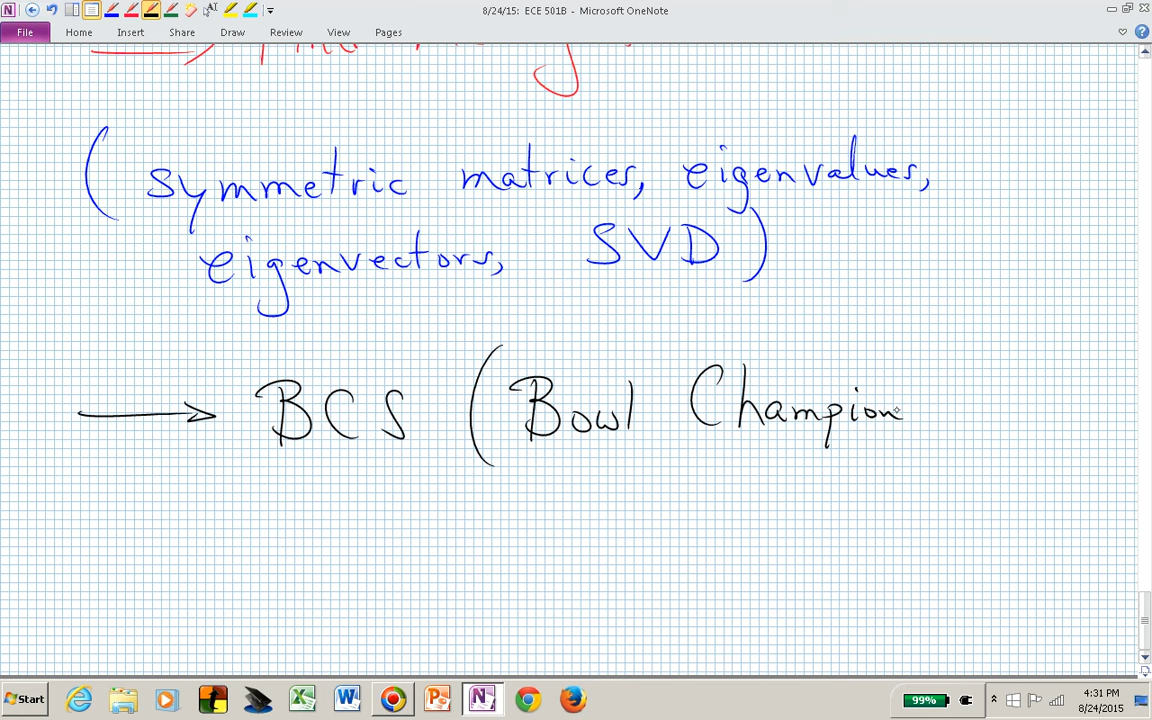 8/24/15: ECE 501B - Microsoft OneNote
File Home Insert Share Draw Review View Pages
( symmetric matrices, eigenvalues,
eigenvectors, SVD )
→ BCS ( Bowl Champion
Start 99% 4:31 PM
8/24/2015